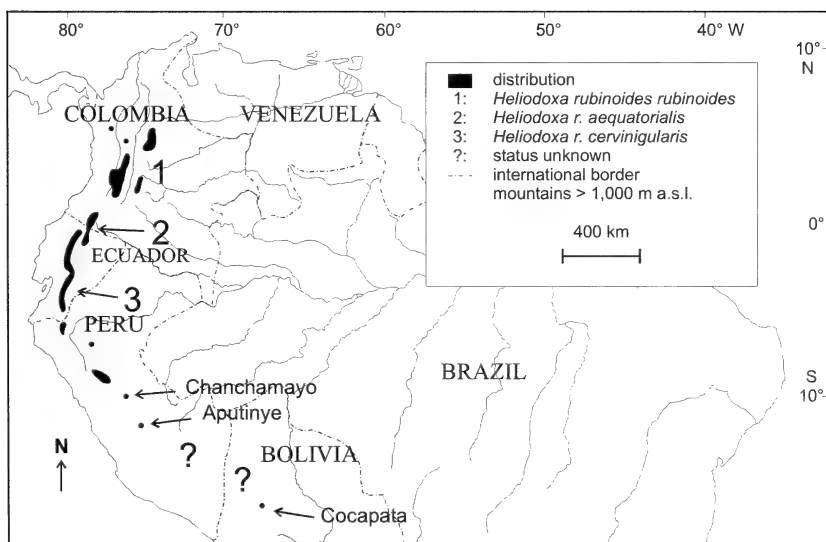 80° 70° 60° 50° 40° W
10°
N
distribution
1: Heliodoxa rubinoides rubinoides
2: Heliodoxa r. aequatorialis
3: Heliodoxa r. cervinigularis
?: status unknown
international border
mountains > 1,000 m a.s.l.
400 km
COLOMBIA VENEZUELA
1
2
0°
ECUADOR
3
PERU
BRAZIL
S
10°
Chanchamayo
Aputinye
N
?
BOLIVIA
?
Cocapata